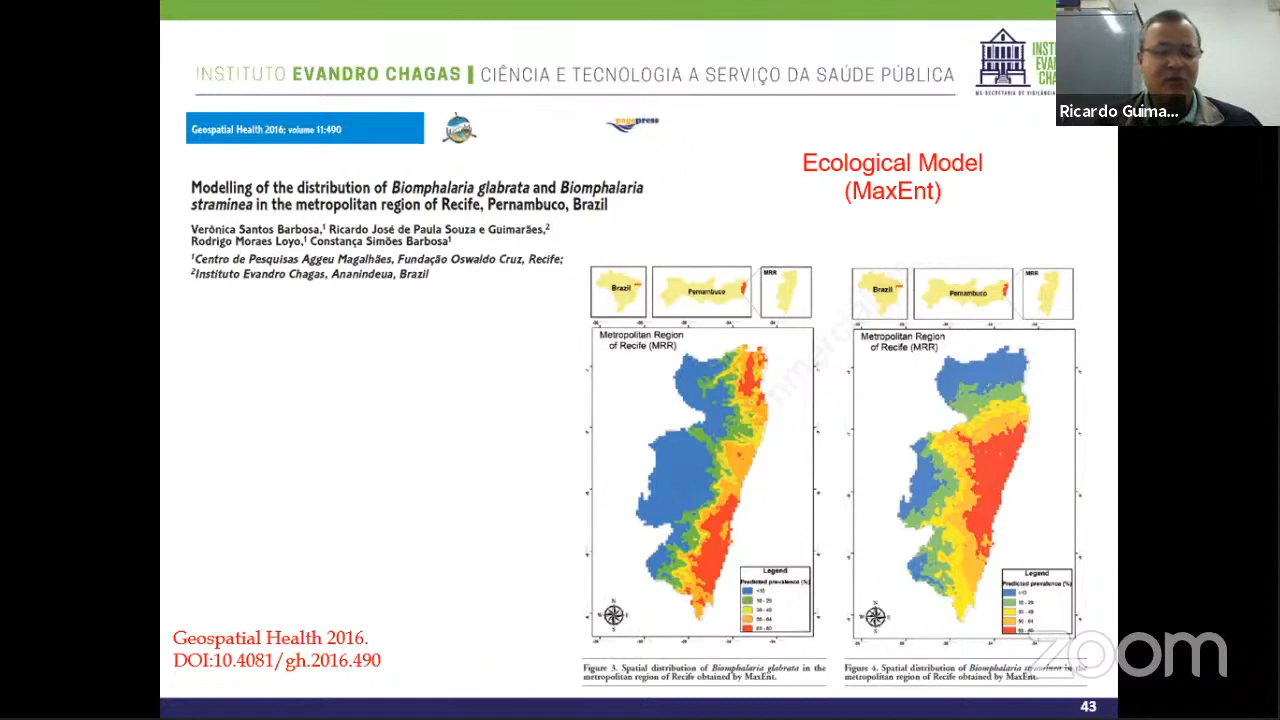 INSTITUTO EVANDRO CHAGAS | CIÊNCIA E TECNOLOGIA A SERVIÇO DA SAÚDE PÚBLICA
Ricardo Guima...
Geospatial Health 2016; volume 11:490
pagepress
Ecological Model
(MaxEnt)
Modelling of the distribution of Biomphalaria glabrata and Biomphalaria
straminea in the metropolitan region of Recife, Pernambuco, Brazil
Verônica Santos Barbosa,1 Ricardo José de Paula Souza e Guimarães,2
Rodrigo Moraes Loyo,1 Constança Simões Barbosa1
1Centro de Pesquisas Aggeu Magalhães, Fundação Oswaldo Cruz, Recife;
2Instituto Evandro Chagas, Ananindeua, Brazil
Brazil
Pernambuco
MRR
Metropolitan Region
of Recife (MRR)
Legend
Predicted prevalence (%)
<10
Figure 3. Spatial distribution of Biomphalaria glabrata in the
metropolitan region of Recife obtained by MaxEnt.
Brazil
Pernambuco
MRR
Metropolitan Region
of Recife (MRR)
Legend
Predicted prevalence (%)
<10
Figure 4. Spatial distribution of Biomphalaria straminea in the
metropolitan region of Recife obtained by MaxEnt.
Geospatial Health 2016.
DOI:10.4081/gh.2016.490
zoom
43